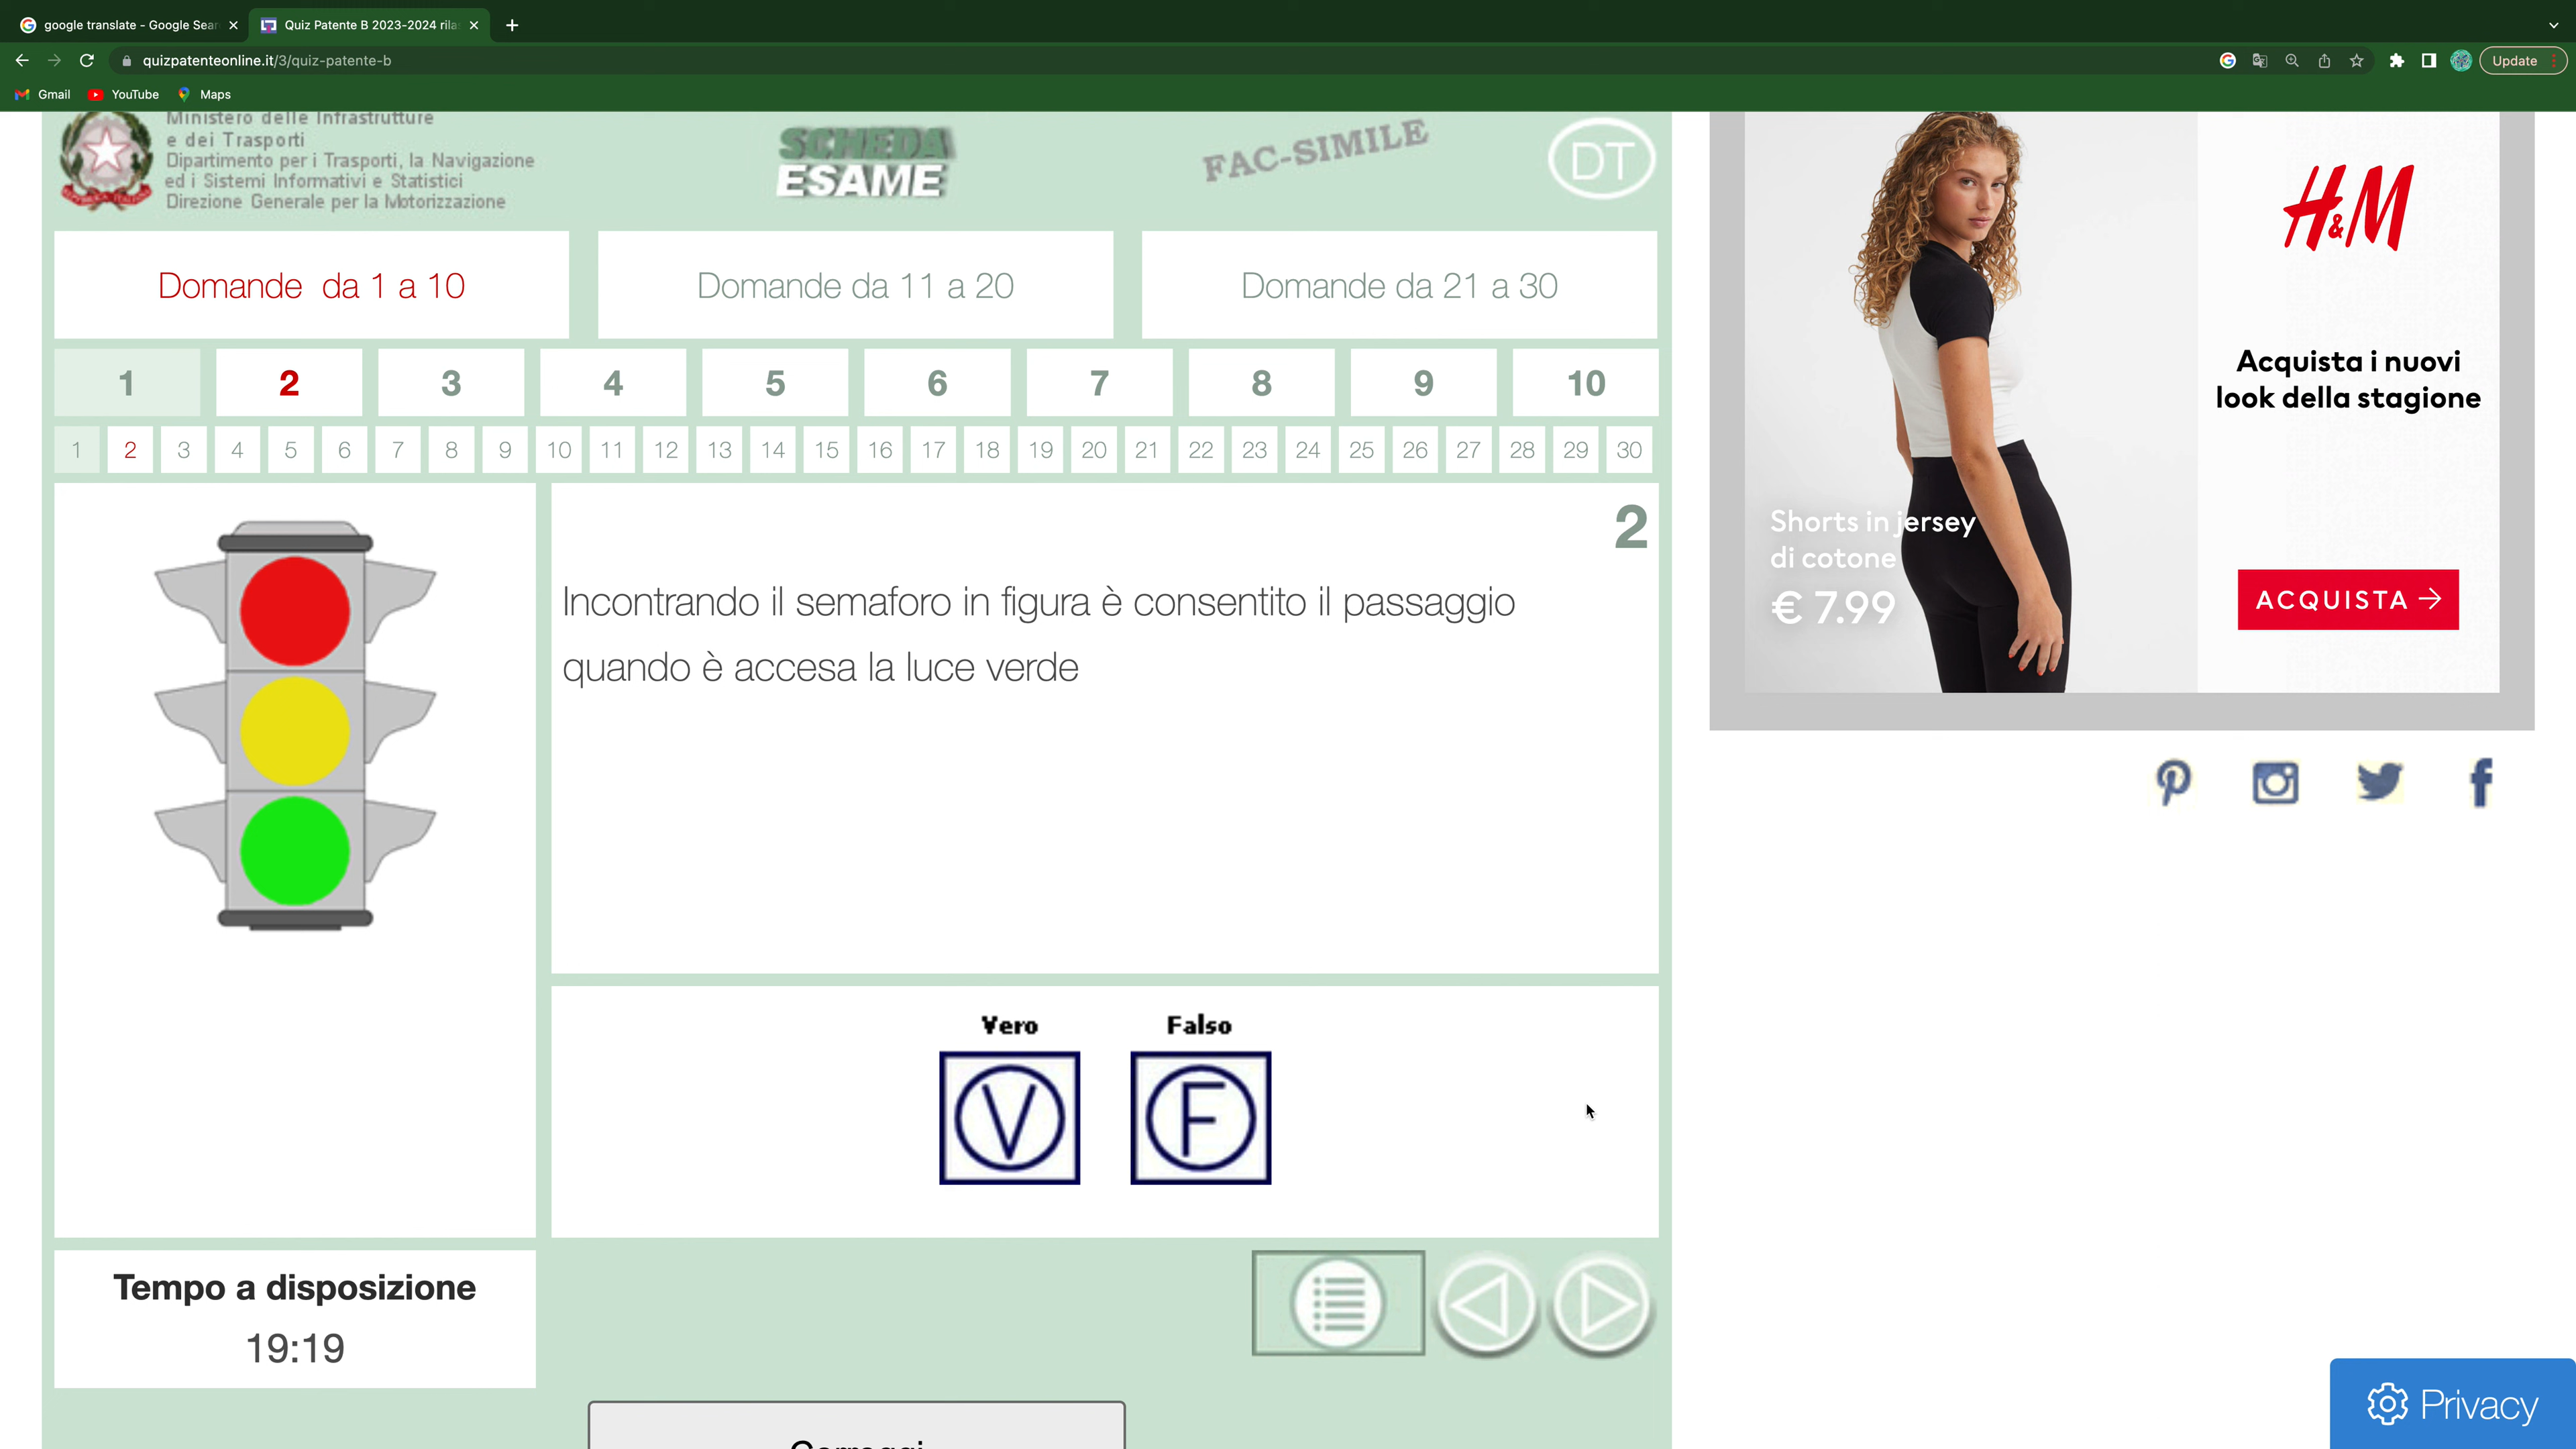 google translate - Google Sear
Quiz Patente B 2023-2024 rila
quizpatenteonline.it/3/quiz-patente-b
Update
Gmail
YouTube
Maps
Ministero delle Infrastrutture
e dei Trasporti
Dipartimento per i Trasporti, la Navigazione
ed i Sistemi Informativi e Statistici
Direzione Generale per la Motorizzazione
SCHEDA
ESAME
FAC-SIMILE
DT
Domande da 1 a 10
Domande da 11 a 20
Domande da 21 a 30
1 2 3 4 5 6 7 8 9 10
1 2 3 4 5 6 7 8 9 10 11 12 13 14 15 16 17 18 19 20 21 22 23 24 25 26 27 28 29 30
2
Incontrando il semaforo in figura è consentito il passaggio
quando è accesa la luce verde
Vero
Falso
V
F
Tempo a disposizione
19:19
H&M
Acquista i nuovi
look della stagione
Shorts in jersey
di cotone
€ 7.99
ACQUISTA
Privacy